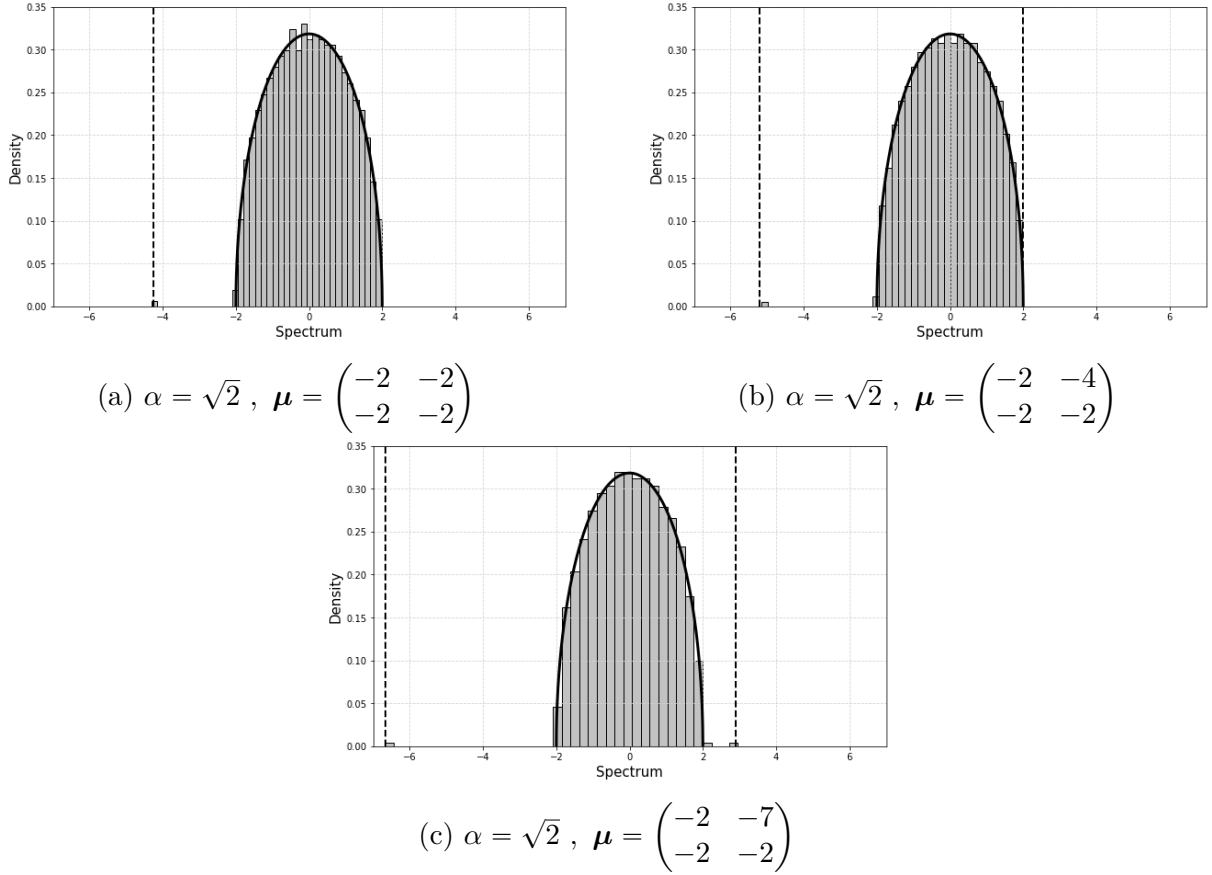 0.35
0.30
0.25
0.20
0.15
0.10
0.05
0.00
Density
-6 -4 -2 0 2 4 6
Spectrum
(a) α = √2 , μ = (−2 −2
−2 −2)
0.35
0.30
0.25
0.20
0.15
0.10
0.05
0.00
Density
-6 -4 -2 0 2 4 6
Spectrum
(b) α = √2 , μ = (−2 −4
−2 −2)
0.35
0.30
0.25
0.20
0.15
0.10
0.05
0.00
Density
-6 -4 -2 0 2 4 6
Spectrum
(c) α = √2 , μ = (−2 −7
−2 −2)